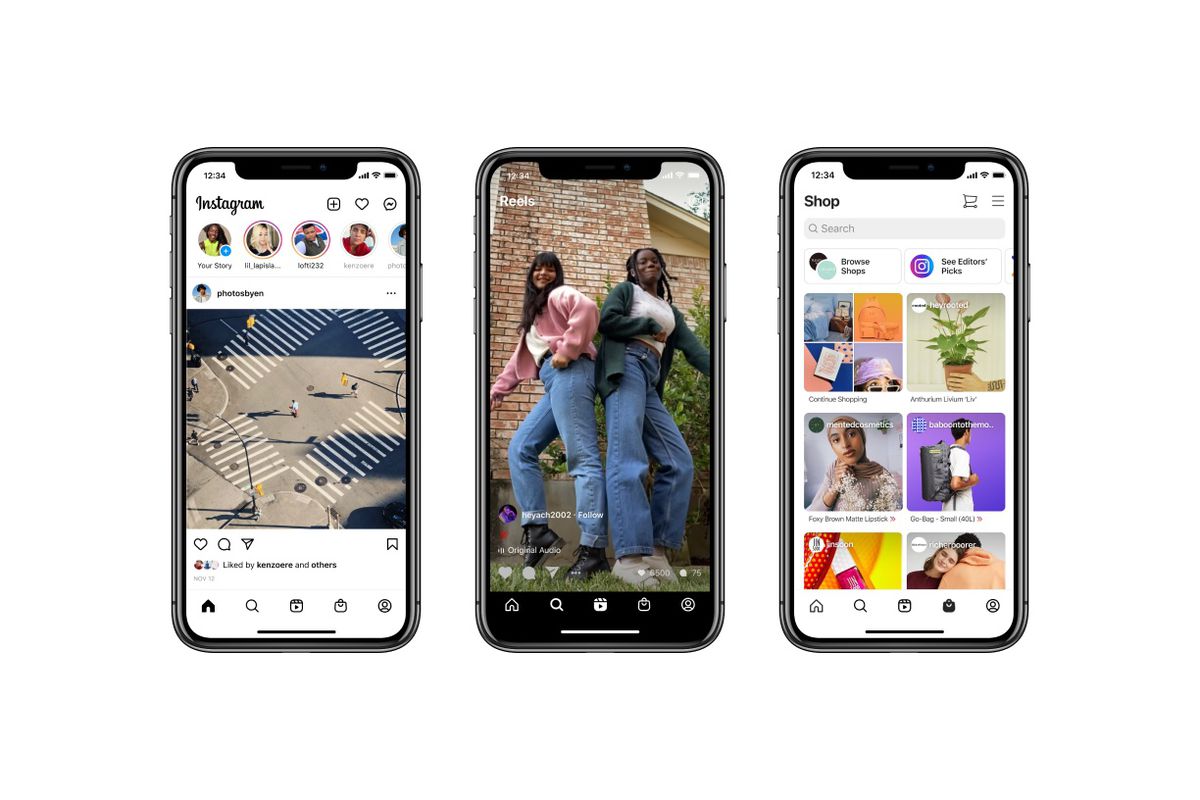 12:34
Instagram
Your Story
lil_lapisla...
lofti232
kenzoere
photo
photosbyen
Liked by kenzoere and others
NOV 12
12:34
Reels
heyach2002 · Follow
Original Audio
6500
75
12:34
Shop
Search
Browse
Shops
See Editors'
Picks
heyrooted
Continue Shopping
Anthurium Livium 'Liv'
mentedcosmetics
baboontothemo..
Foxy Brown Matte Lipstick »
Go-Bag - Small (40L) »
jinsoon
richerpoorer